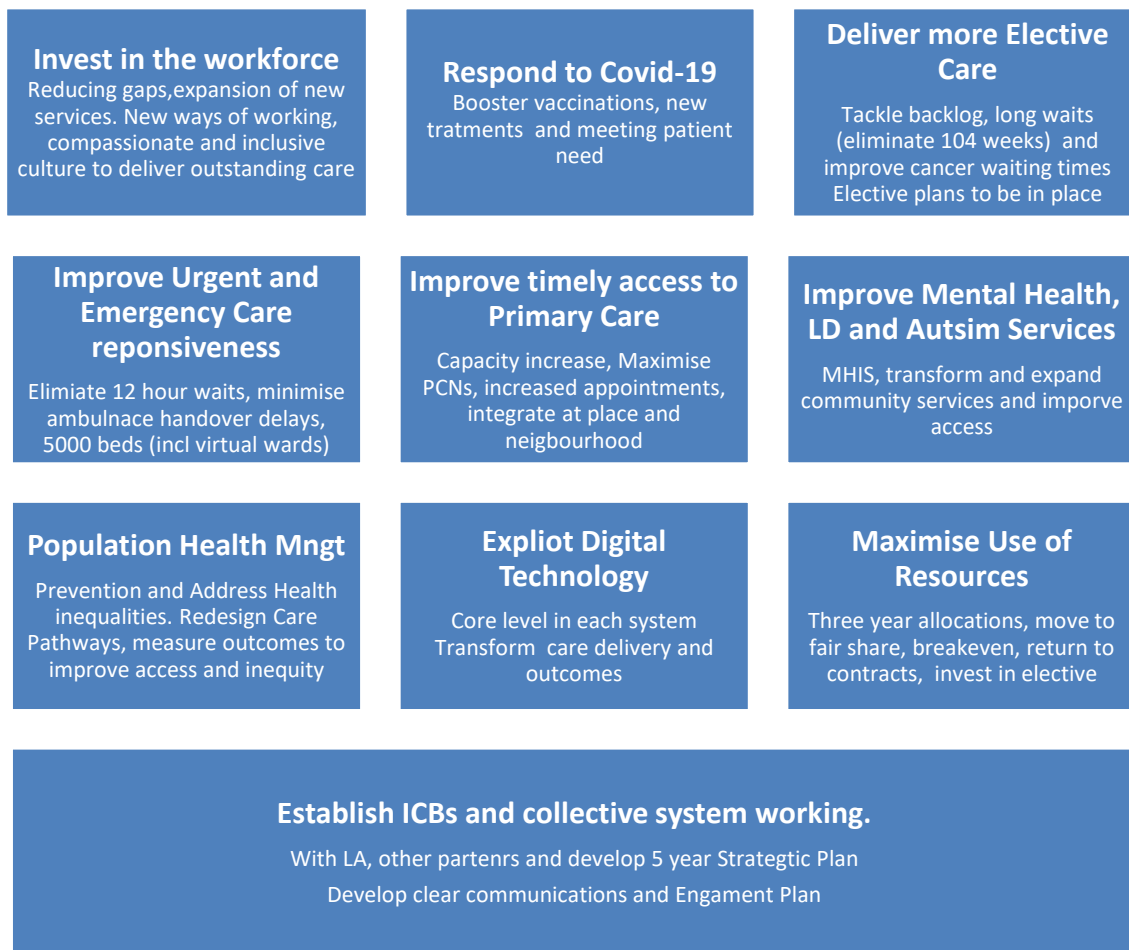 Invest in the workforce
Reducing gaps,expansion of new
services. New ways of working,
compassionate and inclusive
culture to deliver outstanding care
Respond to Covid-19
Booster vaccinations, new
tratments and meeting patient
need
Deliver more Elective
Care
Tackle backlog, long waits
(eliminate 104 weeks) and
improve cancer waiting times
Elective plans to be in place
Improve Urgent and
Emergency Care
reponsiveness
Elimiate 12 hour waits, minimise
ambulnace handover delays,
5000 beds (incl virtual wards)
Improve timely access to
Primary Care
Capacity increase, Maximise
PCNs, increased appointments,
integrate at place and
neigbourhood
Improve Mental Health,
LD and Autsim Services
MHIS, transform and expand
community services and imporve
access
Population Health Mngt
Prevention and Address Health
inequalities. Redesign Care
Pathways, measure outcomes to
improve access and inequity
Expliot Digital
Technology
Core level in each system
Transform care delivery and
outcomes
Maximise Use of
Resources
Three year allocations, move to
fair share, breakeven, return to
contracts, invest in elective
Establish ICBs and collective system working.
With LA, other partenrs and develop 5 year Strategtic Plan
Develop clear communications and Engament Plan